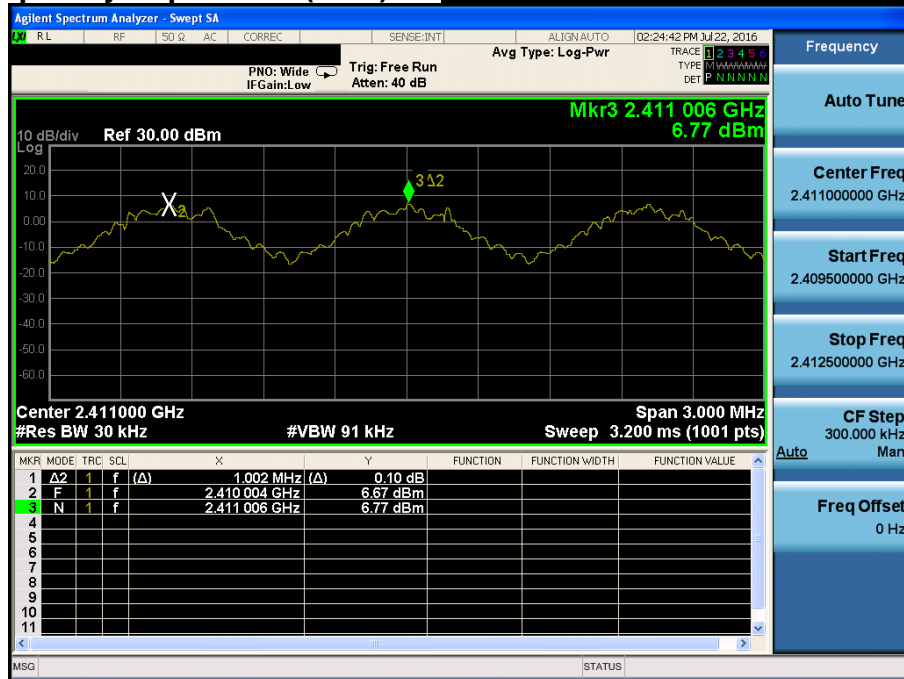 Agilent Spectrum Analyzer - Swept SA
LXI RL RF 50 Ω AC CORREC SENSE:INT ALIGN AUTO 02:24:42 PM Jul 22, 2016
Avg Type: Log-Pwr
TRACE 1 2 3 4 5 6
TYPE M WWWWW
DET P N N N N N
PNO: Wide
IFGain:Low
Trig: Free Run
Atten: 40 dB
Mkr3 2.411 006 GHz
6.77 dBm
10 dB/div Ref 30.00 dBm
Log
20.0
10.0
0.00
-10.0
-20.0
-30.0
-40.0
-50.0
-60.0
X2
3Δ2
Center 2.411000 GHz Span 3.000 MHz
#Res BW 30 kHz #VBW 91 kHz Sweep 3.200 ms (1001 pts)
MKR MODE TRC SCL X Y FUNCTION FUNCTION WIDTH FUNCTION VALUE
1 Δ2 1 f (Δ) 1.002 MHz (Δ) 0.10 dB
2 F 1 f 2.410 004 GHz 6.67 dBm
3 N 1 f 2.411 006 GHz 6.77 dBm
4
5
6
7
8
9
10
11
MSG STATUS
Frequency
Auto Tune
Center Freq
2.411000000 GHz
Start Freq
2.409500000 GHz
Stop Freq
2.412500000 GHz
CF Step
300.000 kHz
Auto Man
Freq Offset
0 Hz